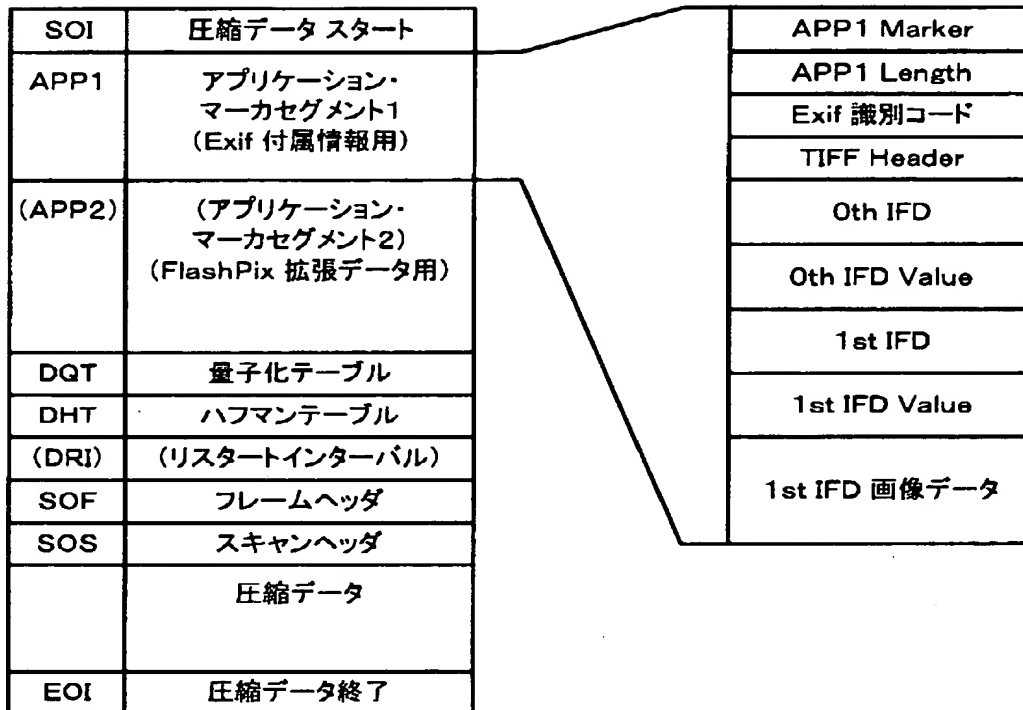 SOI 圧縮データ スタート
APP1 アプリケーション・
マーカセグメント1
(Exif 付属情報用)
(APP2) (アプリケーション・
マーカセグメント2)
(FlashPix 拡張データ用)
DQT 量子化テーブル
DHT ハフマンテーブル
(DRI) (リスタートインターバル)
SOF フレームヘッダ
SOS スキャンヘッダ
圧縮データ
EOI 圧縮データ終了
APP1 Marker
APP1 Length
Exif 識別コード
TIFF Header
0th IFD
0th IFD Value
1st IFD
1st IFD Value
1st IFD 画像データ